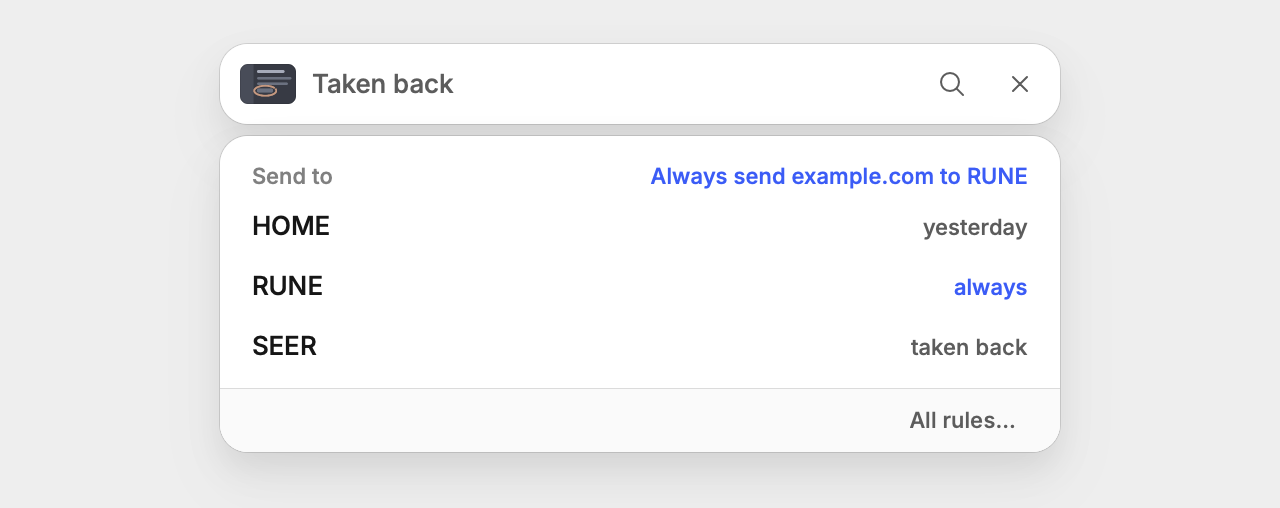 Taken back
Send to
Always send example.com to RUNE
HOME
yesterday
RUNE
always
SEER
taken back
All rules...